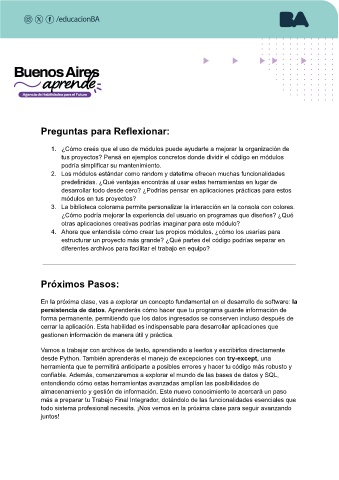 /educacionBA
BA
Buenos Aires
aprende
Agencia de Habilidades para el Futuro
Preguntas para Reflexionar:
1. ¿Cómo creés que el uso de módulos puede ayudarte a mejorar la organización de
tus proyectos? Pensá en ejemplos concretos donde dividir el código en módulos
podría simplificar su mantenimiento.
2. Los módulos estándar como random y datetime ofrecen muchas funcionalidades
predefinidas. ¿Qué ventajas encontrás al usar estas herramientas en lugar de
desarrollar todo desde cero? ¿Podrías pensar en aplicaciones prácticas para estos
módulos en tus proyectos?
3. La biblioteca colorama permite personalizar la interacción en la consola con colores.
¿Cómo podría mejorar la experiencia del usuario en programas que diseñes? ¿Qué
otras aplicaciones creativas podrías imaginar para este módulo?
4. Ahora que entendiste cómo crear tus propios módulos, ¿cómo los usarías para
estructurar un proyecto más grande? ¿Qué partes del código podrías separar en
diferentes archivos para facilitar el trabajo en equipo?
Próximos Pasos:
En la próxima clase, vas a explorar un concepto fundamental en el desarrollo de software: la
persistencia de datos. Aprenderás cómo hacer que tu programa guarde información de
forma permanente, permitiendo que los datos ingresados se conserven incluso después de
cerrar la aplicación. Esta habilidad es indispensable para desarrollar aplicaciones que
gestionen información de manera útil y práctica.
Vamos a trabajar con archivos de texto, aprendiendo a leerlos y escribirlos directamente
desde Python. También aprenderás el manejo de excepciones con try-except, una
herramienta que te permitirá anticiparte a posibles errores y hacer tu código más robusto y
confiable. Además, comenzaremos a explorar el mundo de las bases de datos y SQL,
entendiendo cómo estas herramientas avanzadas amplían las posibilidades de
almacenamiento y gestión de información. Este nuevo conocimiento te acercará un paso
más a preparar tu Trabajo Final Integrador, dotándolo de las funcionalidades esenciales que
todo sistema profesional necesita. ¡Nos vemos en la próxima clase para seguir avanzando
juntos!